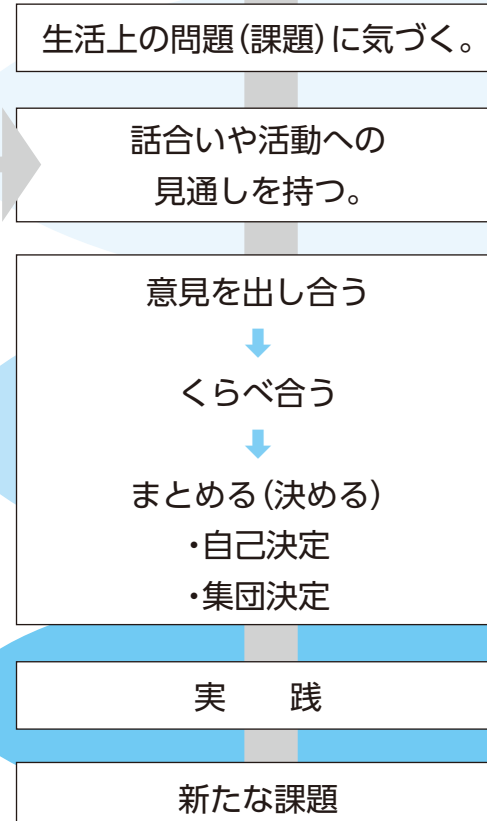 生活上の問題(課題)に気づく。
話合いや活動への
見通しを持つ。
意見を出し合う
くらべ合う
まとめる(決める)
・自己決定
・集団決定
実　践
新たな課題